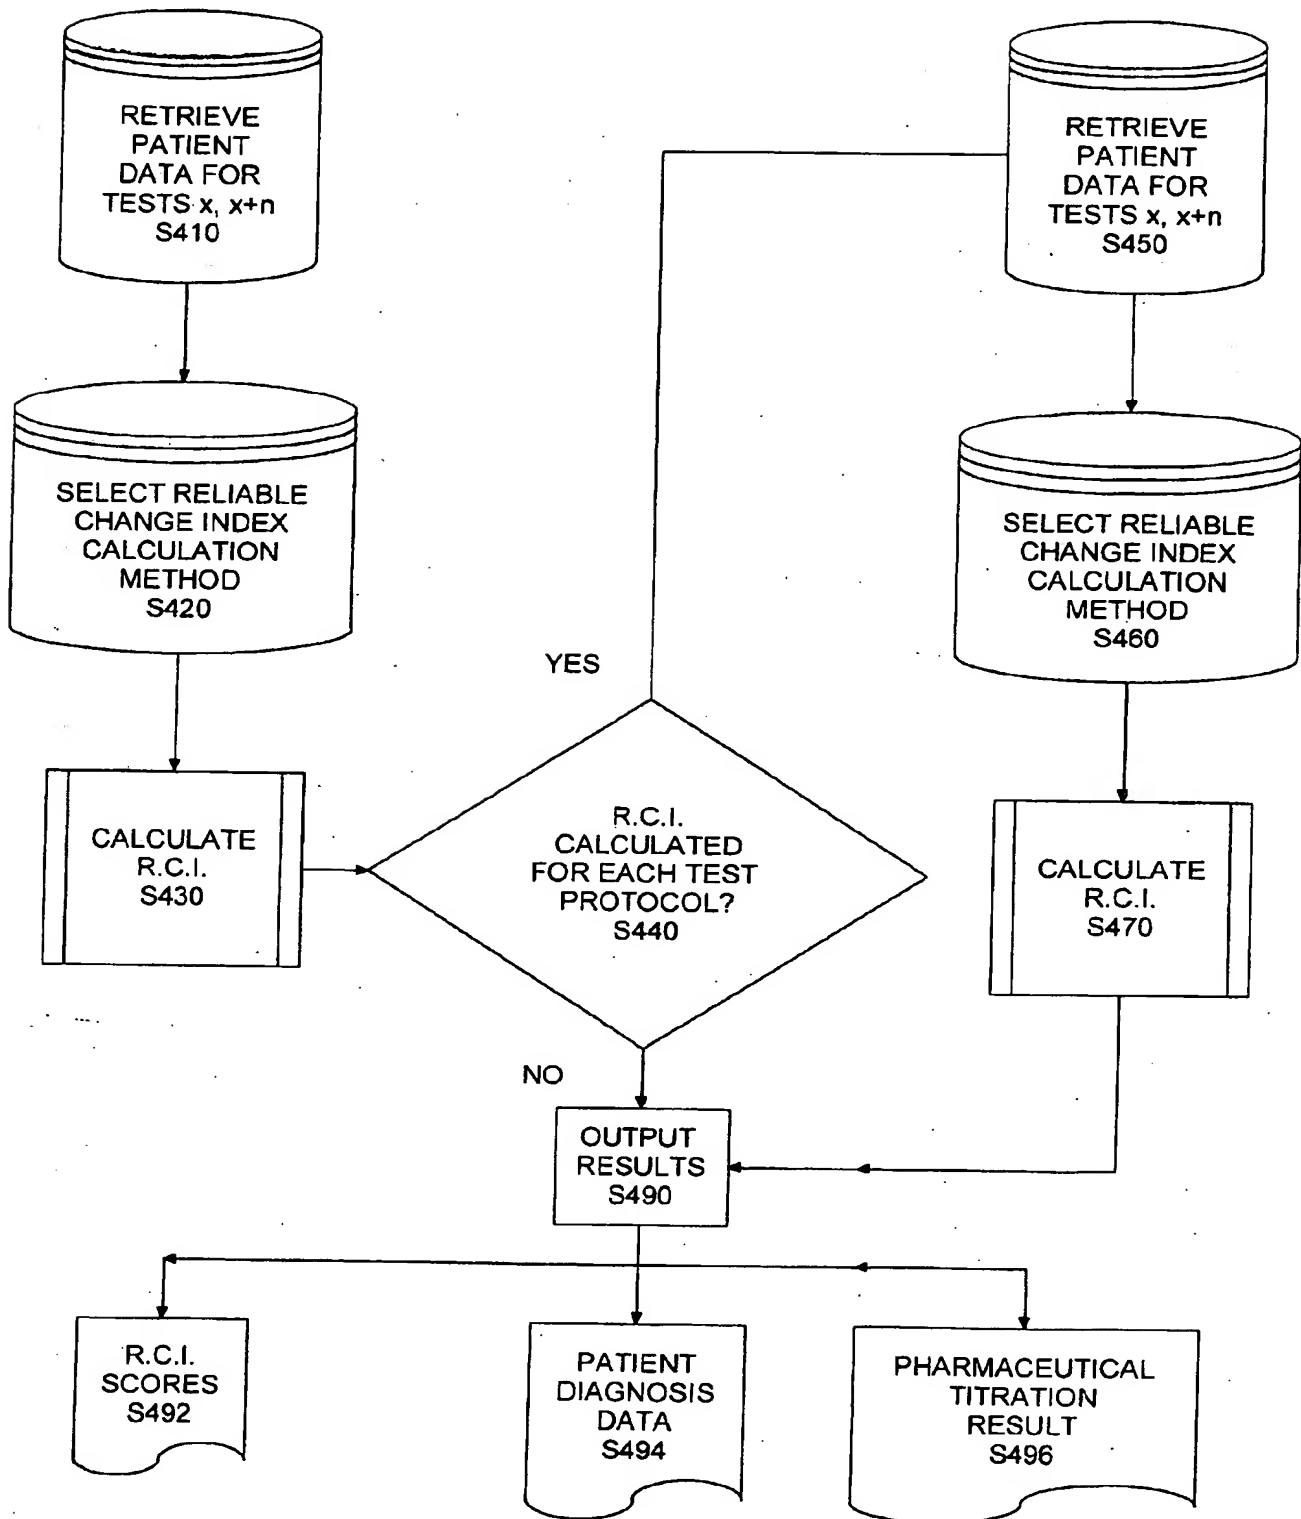 RETRIEVE
PATIENT
DATA FOR
TESTS x, x+n
S410
SELECT RELIABLE
CHANGE INDEX
CALCULATION
METHOD
S420
CALCULATE
R.C.I.
S430
YES
R.C.I.
CALCULATED
FOR EACH TEST
PROTOCOL?
S440
NO
RETRIEVE
PATIENT
DATA FOR
TESTS x, x+n
S450
SELECT RELIABLE
CHANGE INDEX
CALCULATION
METHOD
S460
CALCULATE
R.C.I.
S470
OUTPUT
RESULTS
S490
R.C.I.
SCORES
S492
PATIENT
DIAGNOSIS
DATA
S494
PHARMACEUTICAL
TITRATION
RESULT
S496